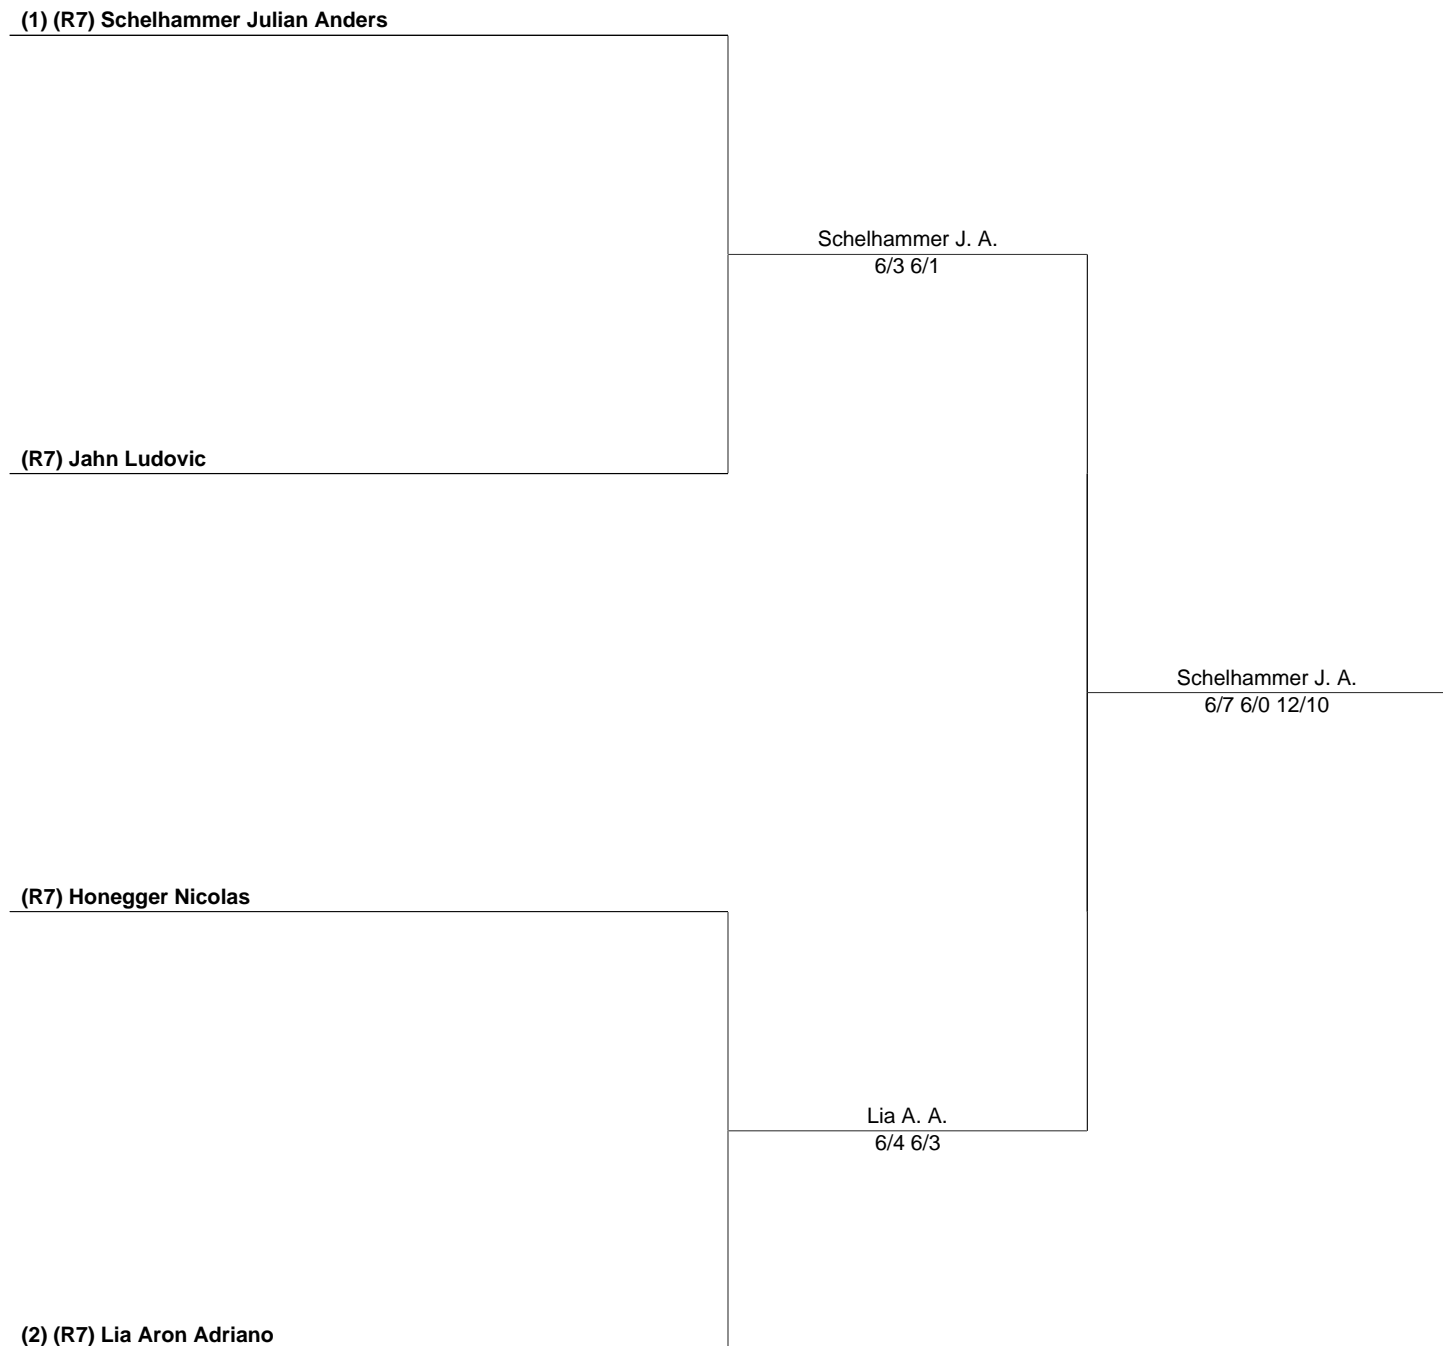 (1) (R7) Schelhammer Julian Anders
Schelhammer J. A.
6/3 6/1
(R7) Jahn Ludovic
Schelhammer J. A.
6/7 6/0 12/10
(R7) Honegger Nicolas
Lia A. A.
6/4 6/3
(2) (R7) Lia Aron Adriano